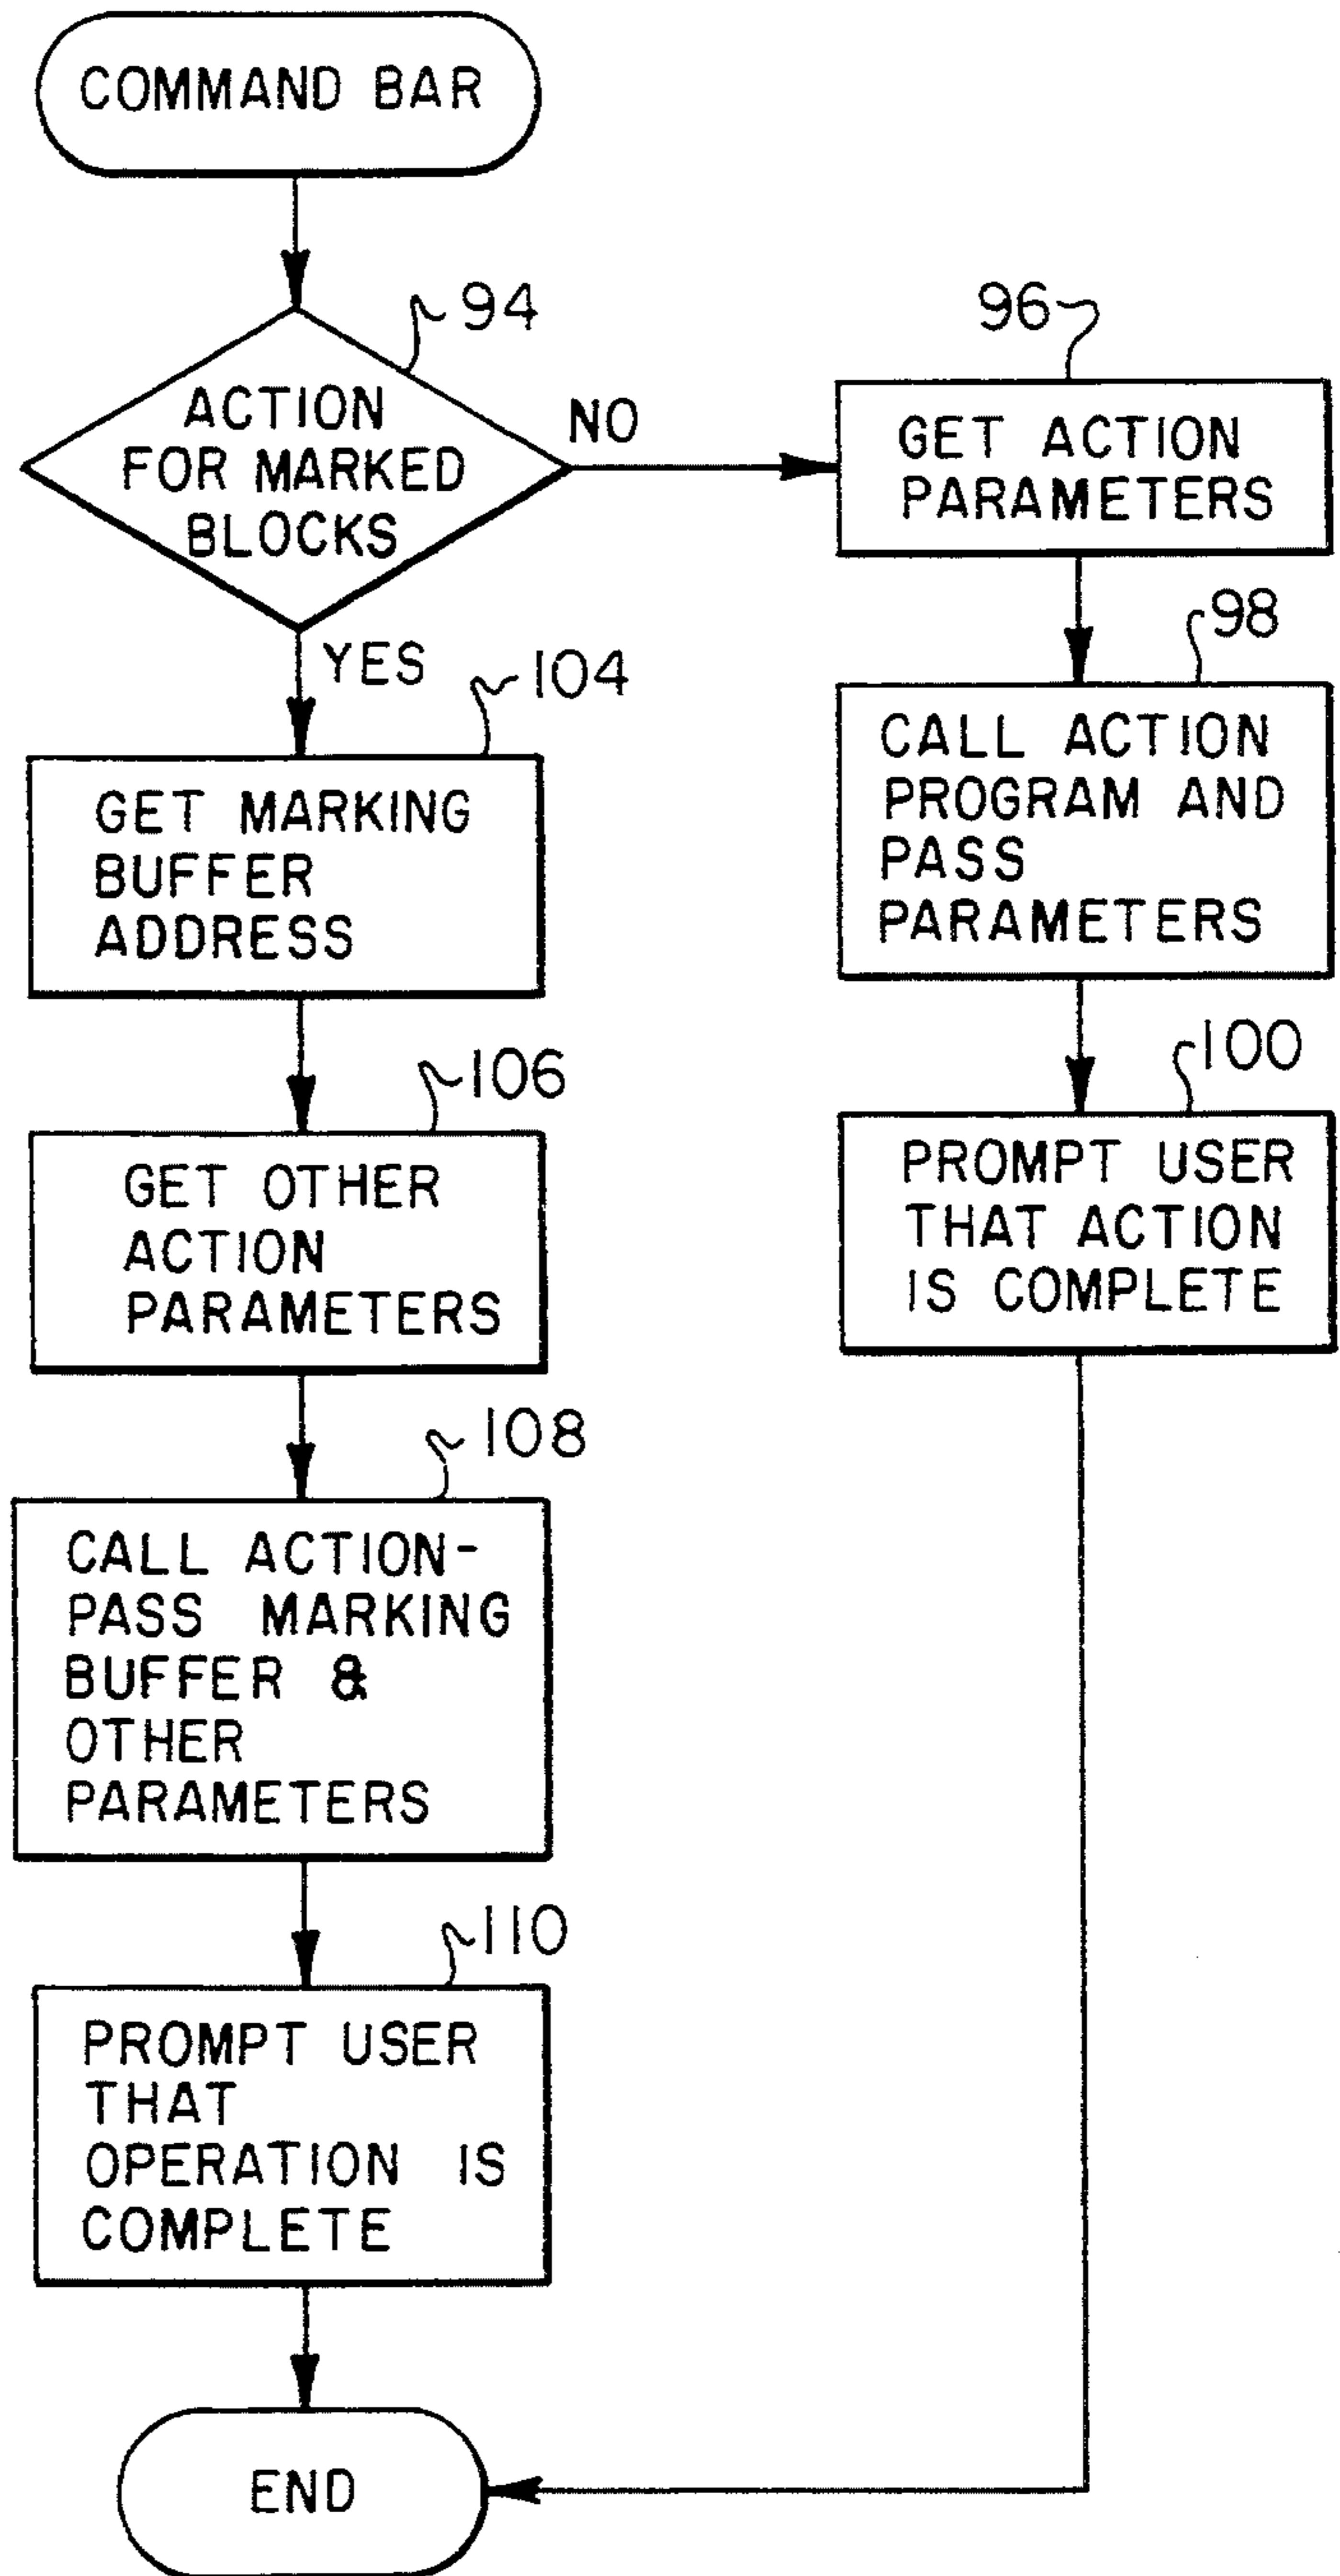 COMMAND BAR
94
ACTION
FOR MARKED
BLOCKS
NO
YES
96
GET ACTION
PARAMETERS
98
CALL ACTION
PROGRAM AND
PASS
PARAMETERS
100
PROMPT USER
THAT ACTION
IS COMPLETE
104
GET MARKING
BUFFER
ADDRESS
106
GET OTHER
ACTION
PARAMETERS
108
CALL ACTION-
PASS MARKING
BUFFER &
OTHER
PARAMETERS
110
PROMPT USER
THAT
OPERATION IS
COMPLETE
END